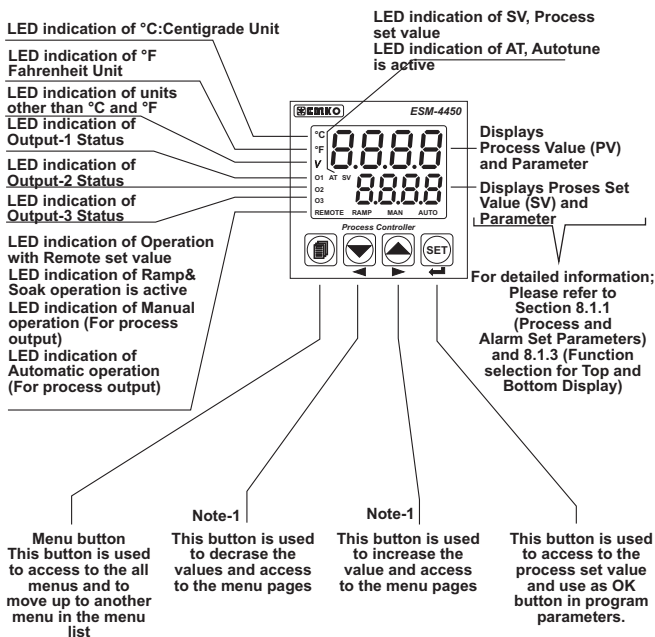 LED indication of °C:Centigrade Unit
LED indication of °F
Fahrenheit Unit
LED indication of units
other than °C and °F
LED indication of
Output-1 Status
LED indication of
Output-2 Status
LED indication of
Output-3 Status
LED indication of Operation
with Remote set value
LED indication of Ramp&
Soak operation is active
LED indication of Manual
operation (For process
output)
LED indication of
Automatic operation
(For process output)
LED indication of SV, Process
set value
LED indication of AT, Autotune
is active
EMKO ESM-4450
°C
°F
V
8.8.8.8
O1 AT SV
O2
O3
8.8.8.8
REMOTE RAMP MAN AUTO
Process Controller
SET
Displays
Process Value (PV)
and Parameter
Displays Proses Set
Value (SV) and
Parameter
For detailed information;
Please refer to
Section 8.1.1
(Process and
Alarm Set Parameters)
and 8.1.3 (Function
selection for Top and
Bottom Display)
Menu button
This button is used
to access to the all
menus and to
move up to another
menu in the menu
list
Note-1
This button is used
to decrase the
values and access
to the menu pages
Note-1
This button is used
to increase the
value and access
to the menu pages
This button is used
to access to the
process set value
and use as OK
button in program
parameters.